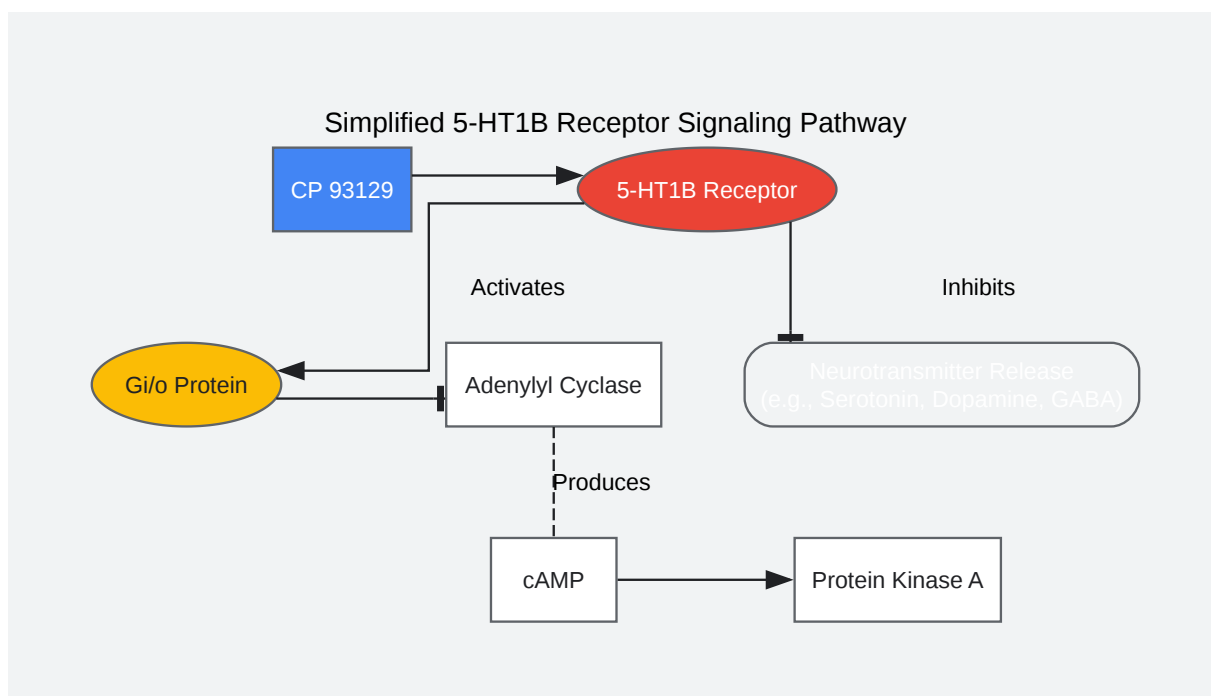 Simplified 5-HT1B Receptor Signaling Pathway
CP 93129
5-HT1B Receptor
Activates
Inhibits
Gi/o Protein
Adenylyl Cyclase
Neurotransmitter Release
(e.g., Serotonin, Dopamine, GABA)
Produces
cAMP
Protein Kinase A